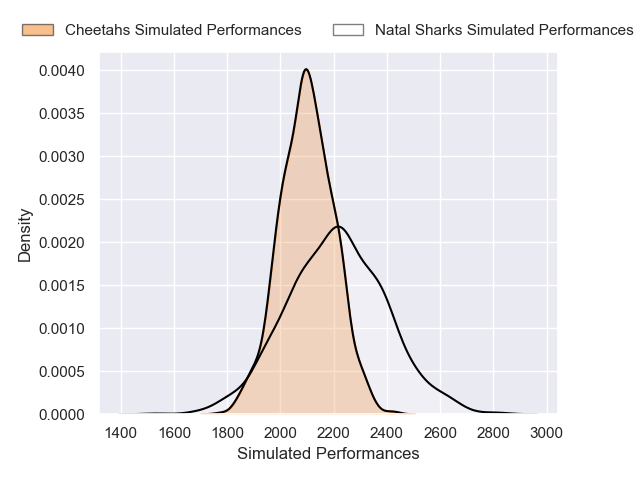 Cheetahs Simulated Performances Natal Sharks Simulated Performances
0.0040
0.0035
0.0030
0.0025
0.0020
0.0015
0.0010
0.0005
0.0000
Density
1400 1600 1800 2000 2200 2400 2600 2800 3000
Simulated Performances